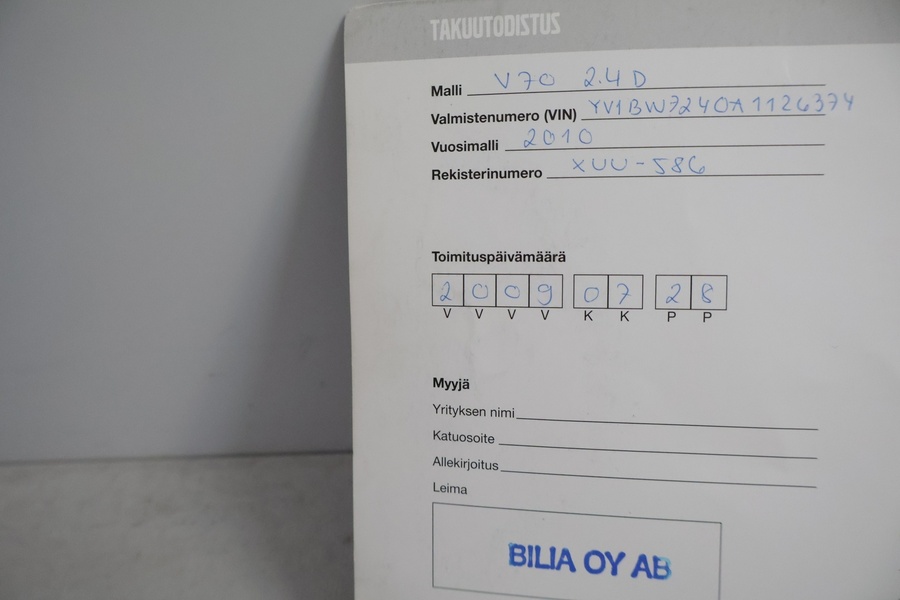 TAKUUTODISTUS
Malli V70 2.4D
Valmistenumero (VIN) YV1BW7240A1126374
Vuosimalli 2010
Rekisterinumero XUU-586
Toimituspäivämäärä
2 0 0 9 0 7 2 8
V V V V K K P P
Myyjä
Yrityksen nimi
Katuosoite
Allekirjoitus
Leima
BILIA OY AB